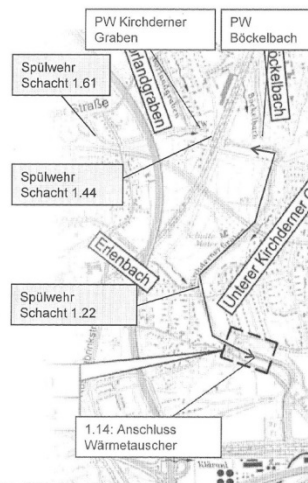 PW Kirchderner
Graben
PW
Böckelbach
Spülwehr
Schacht 1.61
Spülwehr
Schacht 1.44
Erlenbach
Unterer Kirchderner
Spülwehr
Schacht 1.22
1.14: Anschluss
Wärmetauscher